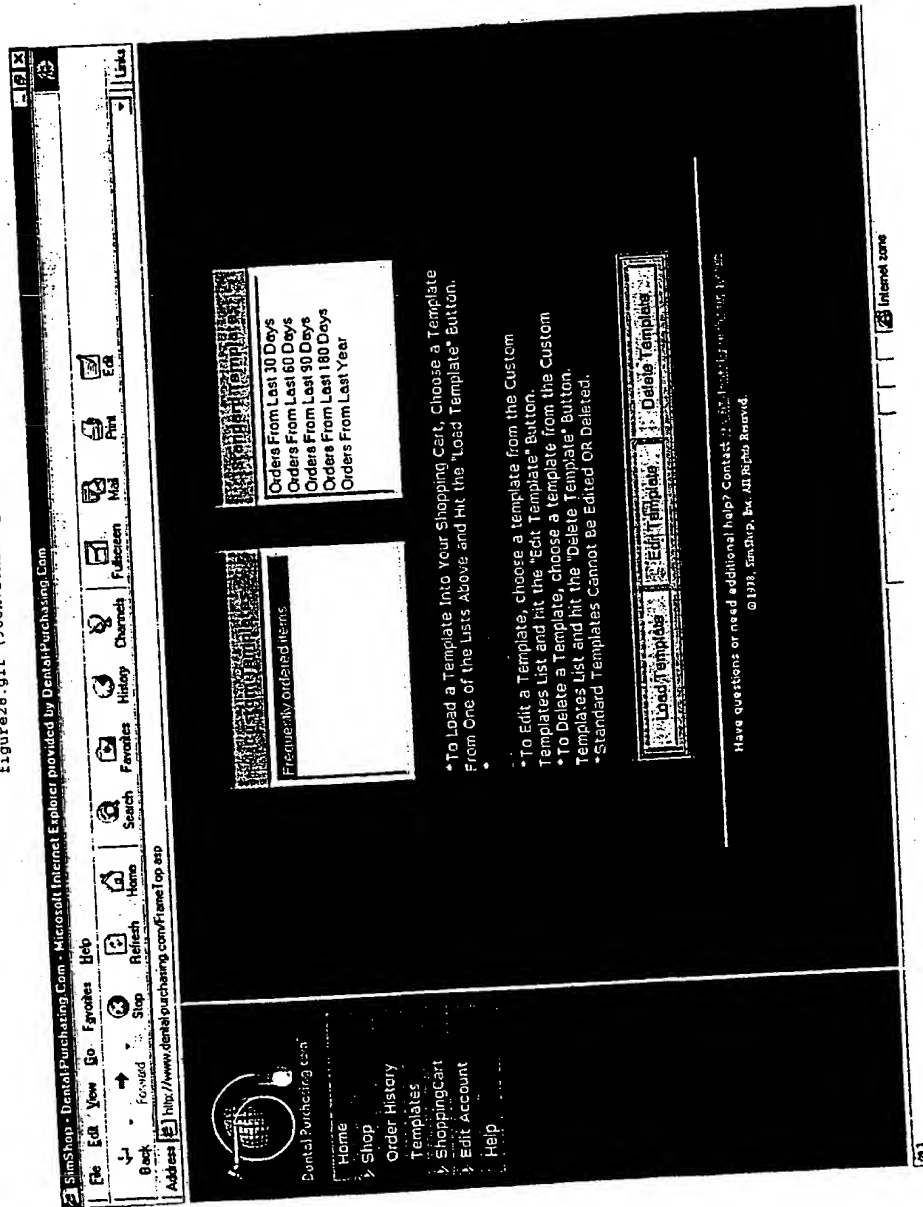 SimShop - Dental-Purchasing.Com - Microsoft Internet Explorer provided by Dental-Purchasing.Com
File Edit View Go Favorites Help
Back Forward Stop Refresh Home Search Favorites History Channels Fullscreen Mail Print Edit
Address http://www.dentalpurchasing.com/FrameTop.asp Links
Dental Purchasing.com
Home
Shop
Order History
Templates
ShoppingCart
Edit Account
Help
Frequently ordered items
Orders From Last 30 Days
Orders From Last 60 Days
Orders From Last 90 Days
Orders From Last 180 Days
Orders From Last Year
*To Load a Template Into Your Shopping Cart, Choose a Template
From One of the Lists Above and Hit the "Load Template" Button.
*
*To Edit a Template, choose a template from the Custom
Templates List and hit the "Edit Template" Button.
*To Delete a Template, choose a template from the Custom
Templates List and hit the "Delete Template" Button.
*Standard Templates Cannot Be Edited OR Deleted.
Load Template Edit Template Delete Template
Have questions or need additional help? Contact
©1998, SimShop, Inc. All Rights Reserved.
Internet zone